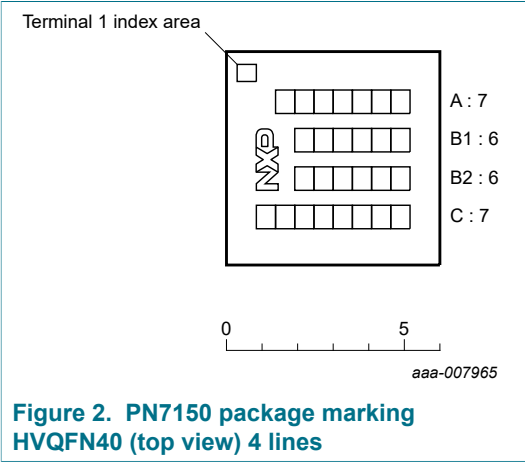 Terminal 1 index area
A : 7
B1 : 6
NXP
B2 : 6
C : 7
0 5
aaa-007965
Figure 2. PN7150 package marking
HVQFN40 (top view) 4 lines